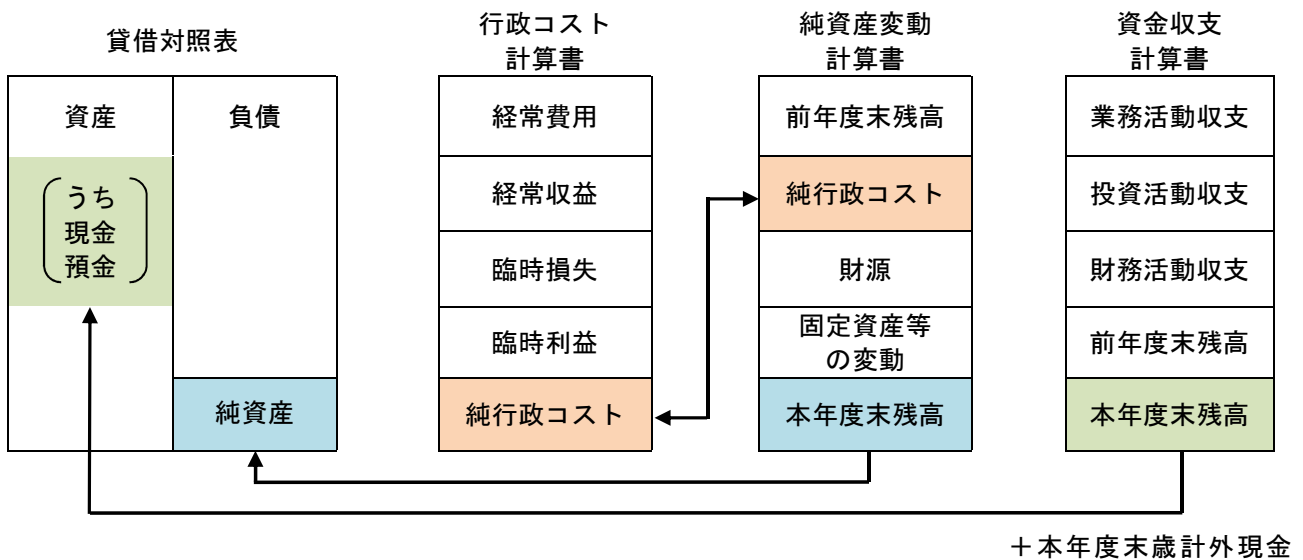 貸借対照表
資産
負債
うち
現金
預金
純資産
行政コスト
計算書
経常費用
経常収益
臨時損失
臨時利益
純行政コスト
純資産変動
計算書
前年度末残高
純行政コスト
財源
固定資産等
の変動
本年度末残高
資金収支
計算書
業務活動収支
投資活動収支
財務活動収支
前年度末残高
本年度末残高
＋本年度末歳計外現金